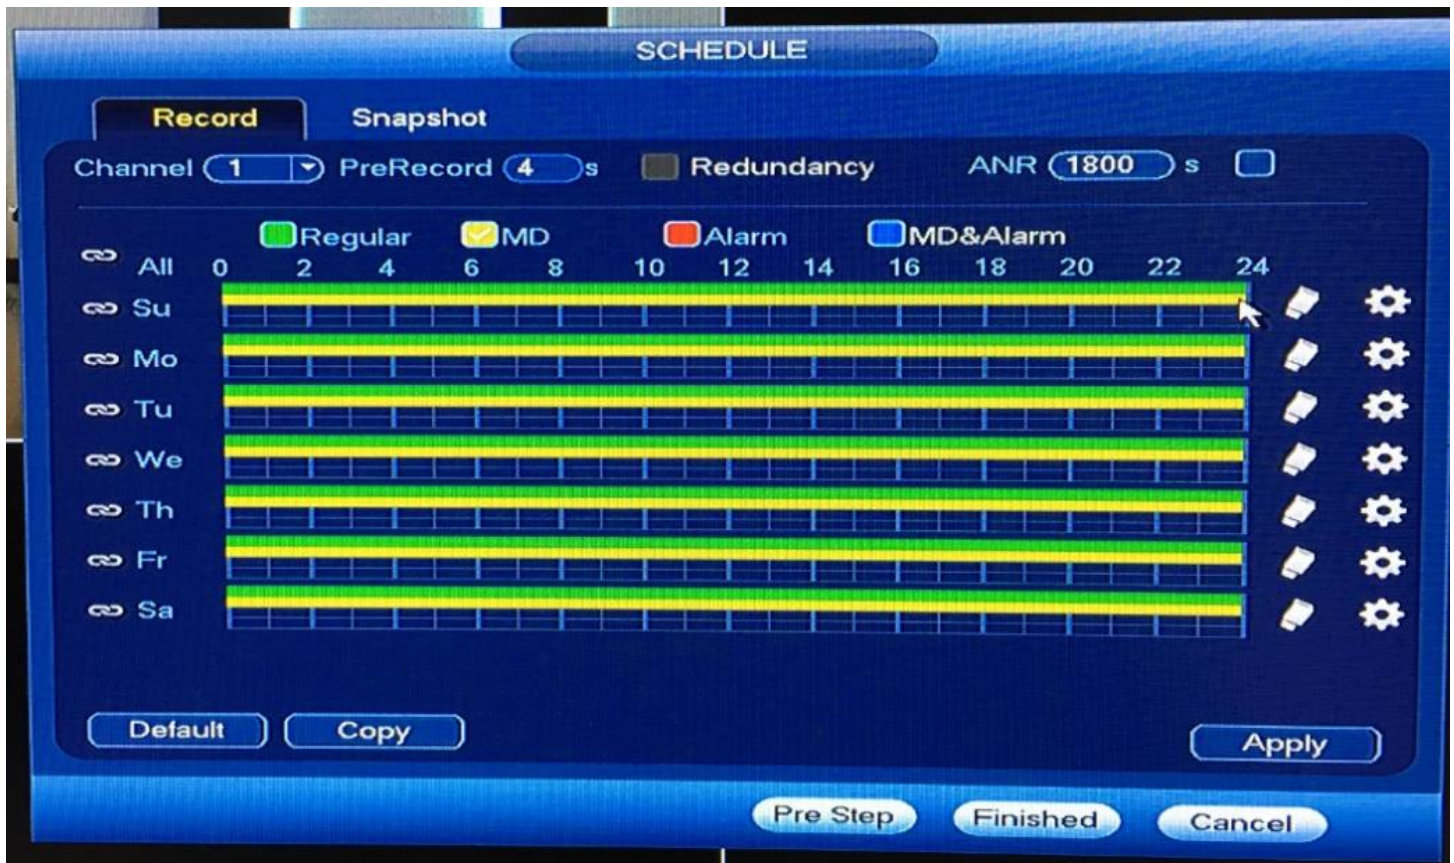 SCHEDULE
Record Snapshot
Channel 1 PreRecord 4 s Redundancy ANR 1800 s
Regular MD Alarm MD&Alarm
All 0 2 4 6 8 10 12 14 16 18 20 22 24
Su
Mo
Tu
We
Th
Fr
Sa
Default Copy Apply
Pre Step Finished Cancel